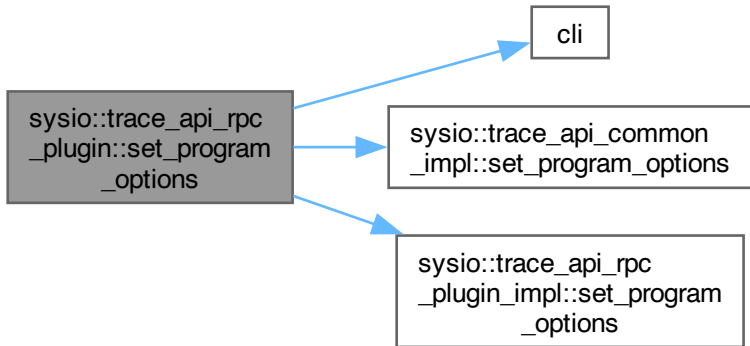 cli
sysio::trace_api_rpc
_plugin::set_program
_options
sysio::trace_api_common
_impl::set_program_options
sysio::trace_api_rpc
_plugin_impl::set_program
_options